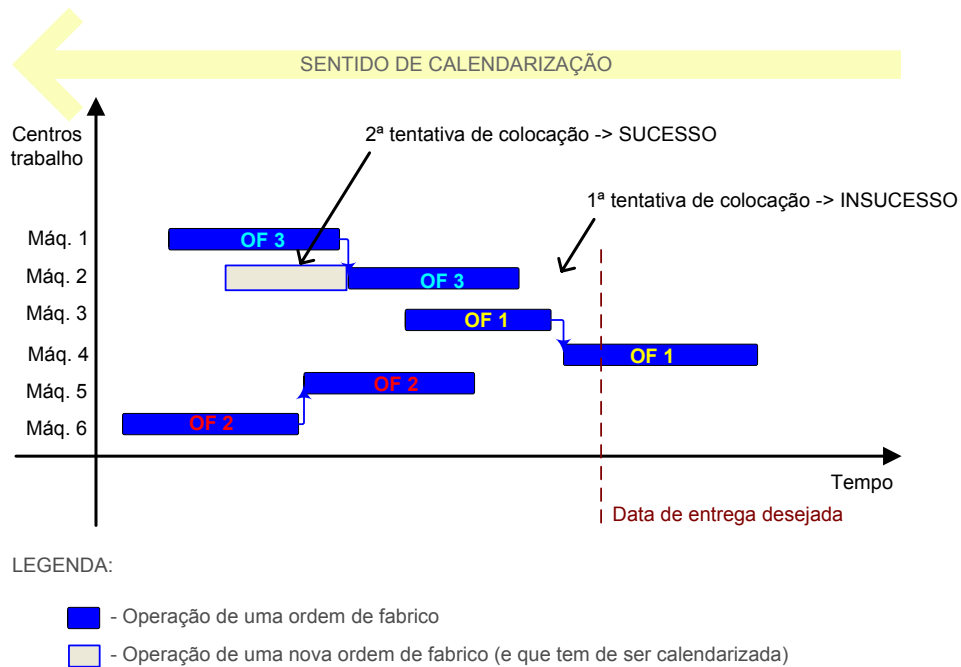 SENTIDO DE CALENDARIZAÇÃO
Centros
trabalho
2ª tentativa de colocação -> SUCESSO
1ª tentativa de colocação -> INSUCESSO
Máq. 1
OF 3
Máq. 2
OF 3
Máq. 3
OF 1
Máq. 4
OF 1
Máq. 5
OF 2
Máq. 6
OF 2
Tempo
Data de entrega desejada
LEGENDA:
- Operação de uma ordem de fabrico
- Operação de uma nova ordem de fabrico (e que tem de ser calendarizada)